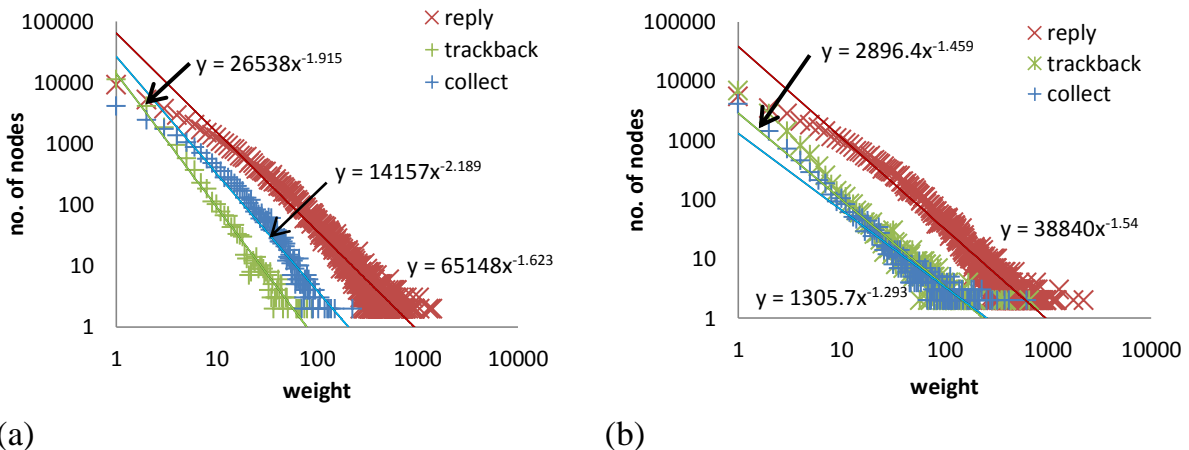 100000
10000
1000
100
10
1
no. of nodes
reply
trackback
collect
y = 26538x-1.915
y = 14157x-2.189
y = 65148x-1.623
1 10 100 1000 10000
weight
(a)
100000
10000
1000
100
10
1
no. of nodes
reply
trackback
collect
y = 2896.4x-1.459
y = 38840x-1.54
y = 1305.7x-1.293
1 10 100 1000 10000
weight
(b)